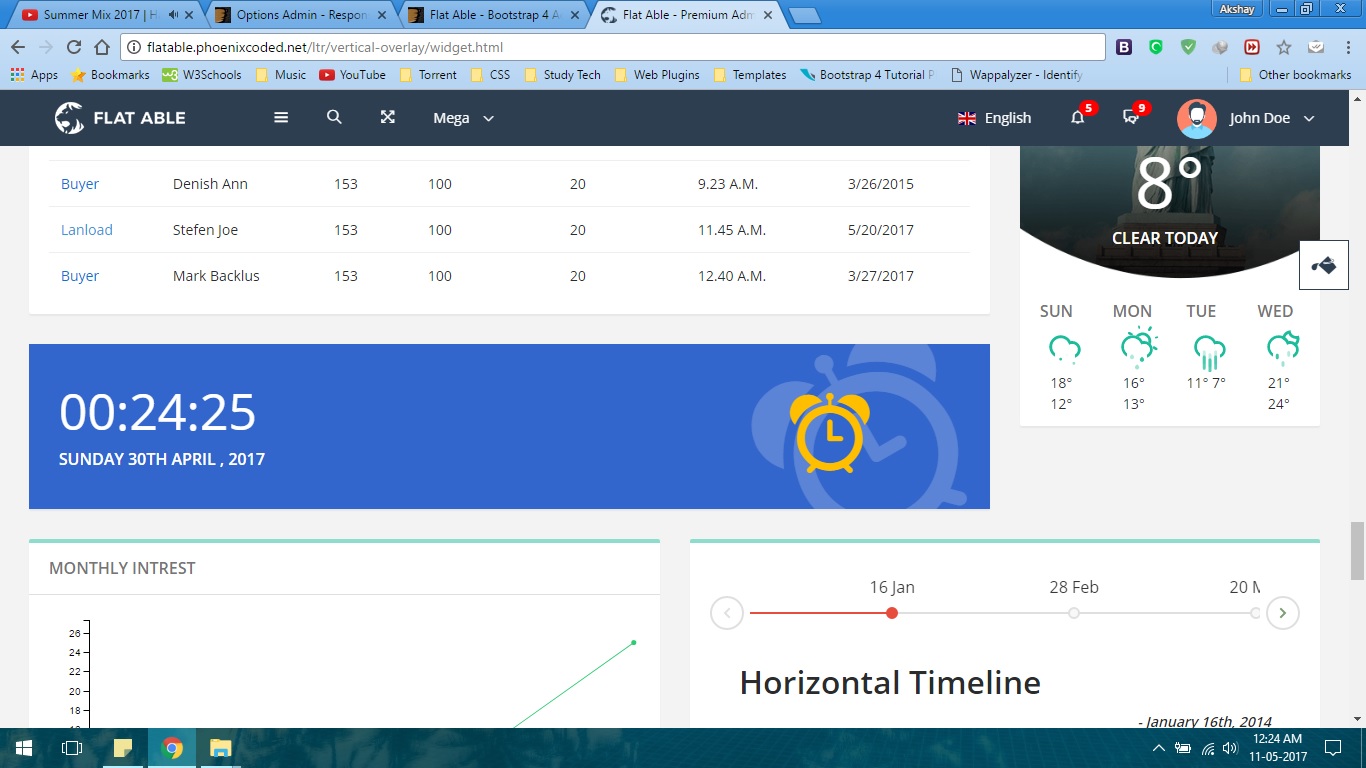 Summer Mix 2017 | H
Options Admin - Respon
Flat Able - Bootstrap 4 A
Flat Able - Premium Adm
Akshay
flatable.phoenixcoded.net/ltr/vertical-overlay/widget.html
Apps Bookmarks W3Schools Music YouTube Torrent CSS Study Tech Web Plugins Templates Bootstrap 4 Tutorial P Wappalyzer - Identify Other bookmarks
FLAT ABLE Mega English 5 9 John Doe
Buyer Denish Ann 153 100 20 9.23 A.M. 3/26/2015
Lanload Stefen Joe 153 100 20 11.45 A.M. 5/20/2017
Buyer Mark Backlus 153 100 20 12.40 A.M. 3/27/2017
8°
CLEAR TODAY
SUN MON TUE WED
18° 16° 11° 7° 21°
12° 13° 24°
00:24:25
SUNDAY 30TH APRIL , 2017
MONTHLY INTREST
26
24
22
20
18
16 Jan 28 Feb 20 M
Horizontal Timeline
- January 16th, 2014
12:24 AM
11-05-2017